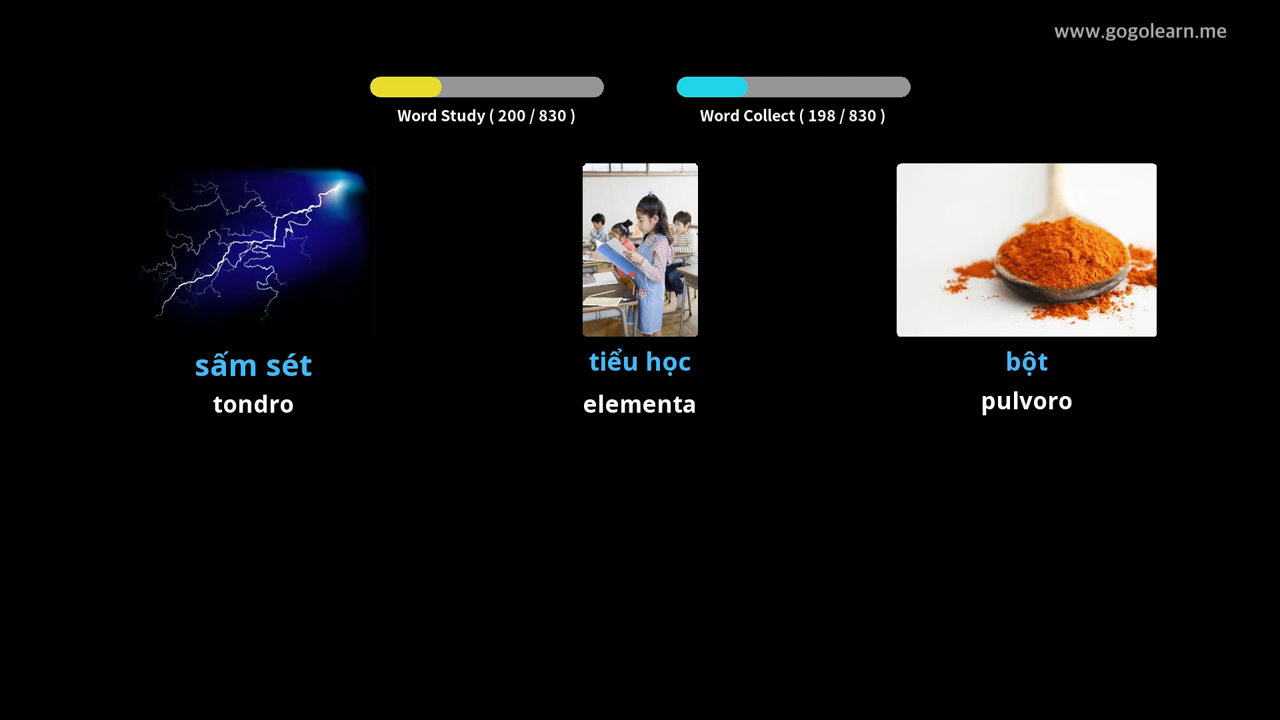 www.gogolearn.me
Word Study ( 200 / 830 )
Word Collect ( 198 / 830 )
sấm sét
tondro
tiểu học
elementa
bột
pulvoro